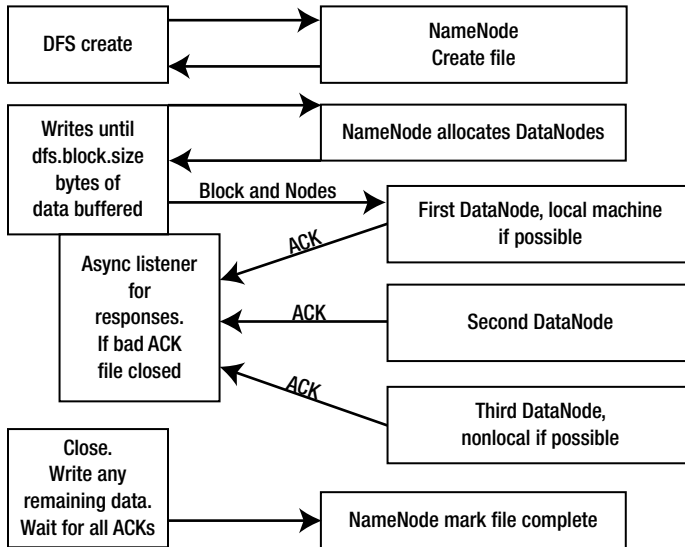 DFS create
NameNode
Create file
Writes until
dfs.block.size
bytes of
data buffered
NameNode allocates DataNodes
Block and Nodes
First DataNode, local machine
if possible
ACK
Async listener
for
responses.
If bad ACK
file closed
ACK
Second DataNode
ACK
Third DataNode,
nonlocal if possible
Close.
Write any
remaining data.
Wait for all ACKs
NameNode mark file complete